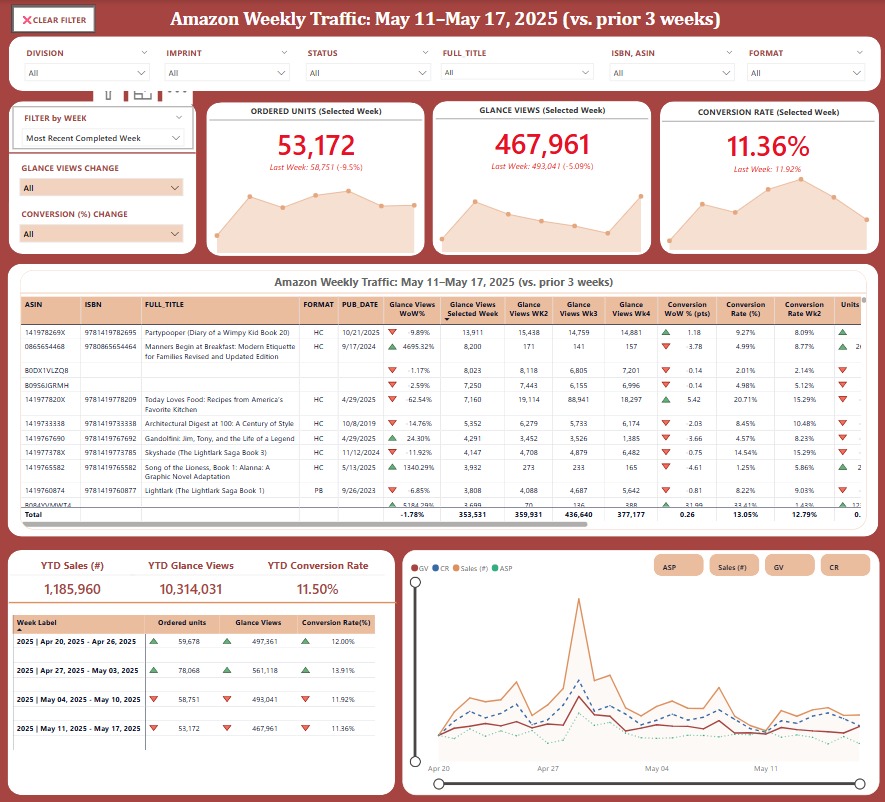 CLEAR FILTER
Amazon Weekly Traffic: May 11–May 17, 2025 (vs. prior 3 weeks)
DIVISION IMPRINT STATUS FULL_TITLE ISBN, ASIN FORMAT
All All All All All All
FILTER by WEEK
Most Recent Completed Week
GLANCE VIEWS CHANGE
All
CONVERSION (%) CHANGE
All
ORDERED UNITS (Selected Week)
53,172
Last Week: 58,751 (-9.5%)
GLANCE VIEWS (Selected Week)
467,961
Last Week: 493,041 (-5.09%)
CONVERSION RATE (Selected Week)
11.36%
Last Week: 11.92%
Amazon Weekly Traffic: May 11–May 17, 2025 (vs. prior 3 weeks)
ASIN ISBN FULL_TITLE FORMAT PUB_DATE Glance Views Glance Views Glance Glance Glance Conversion Conversion Conversion Units
WoW% Selected Week Views WK2 Views Wk3 Views Wk4 WoW % (pts) Rate (%) Rate Wk2
141978269X 9781419782695 Partypooper (Diary of a Wimpy Kid Book 20) HC 10/21/2025 -9.89% 13,911 15,438 14,759 14,881 1.18 9.27% 8.09%
0865654468 9780865654464 Manners Begin at Breakfast: Modern Etiquette HC 9/17/2024 4695.32% 8,200 171 141 157 -3.78 4.99% 8.77%
for Families Revised and Updated Edition
B0DX1VLZQ8 -1.17% 8,023 8,118 6,805 7,201 -0.14 2.01% 2.14%
B0956JGRMH -2.59% 7,250 7,443 6,155 6,996 -0.14 4.98% 5.12%
141977820X 9781419778209 Today Loves Food: Recipes from America's HC 4/29/2025 -62.54% 7,160 19,114 88,941 18,297 5.42 20.71% 15.29%
Favorite Kitchen
1419733338 9781419733338 Architectural Digest at 100: A Century of Style HC 10/8/2019 -14.76% 5,352 6,279 5,733 6,174 -2.03 8.45% 10.48%
1419767690 9781419767692 Gandolfini: Jim, Tony, and the Life of a Legend HC 4/29/2025 24.30% 4,291 3,452 3,526 1,385 -3.66 4.57% 8.23%
141977378X 9781419773785 Skyshade (The Lightlark Saga Book 3) HC 11/12/2024 -11.92% 4,147 4,708 4,879 6,482 -0.75 14.54% 15.29%
1419765582 9781419765582 Song of the Lioness, Book 1: Alanna: A HC 5/13/2025 1340.29% 3,932 273 233 165 -4.61 1.25% 5.86%
Graphic Novel Adaptation
1419760874 9781419760877 Lightlark (The Lightlark Saga Book 1) PB 9/26/2023 -6.85% 3,808 4,088 4,687 5,642 -0.81 8.22% 9.03%
Total -1.78% 353,531 359,931 436,640 377,177 0.26 13.05% 12.79% 0.
YTD Sales (#) YTD Glance Views YTD Conversion Rate
1,185,960 10,314,031 11.50%
Week Label Ordered units Glance Views Conversion Rate(%)
2025 | Apr 20, 2025 - Apr 26, 2025 59,678 497,361 12.00%
2025 | Apr 27, 2025 - May 03, 2025 78,068 561,118 13.91%
2025 | May 04, 2025 - May 10, 2025 58,751 493,041 11.92%
2025 | May 11, 2025 - May 17, 2025 53,172 467,961 11.36%
GV CR Sales (#) ASP
ASP Sales (#) GV CR
Apr 20 Apr 27 May 04 May 11